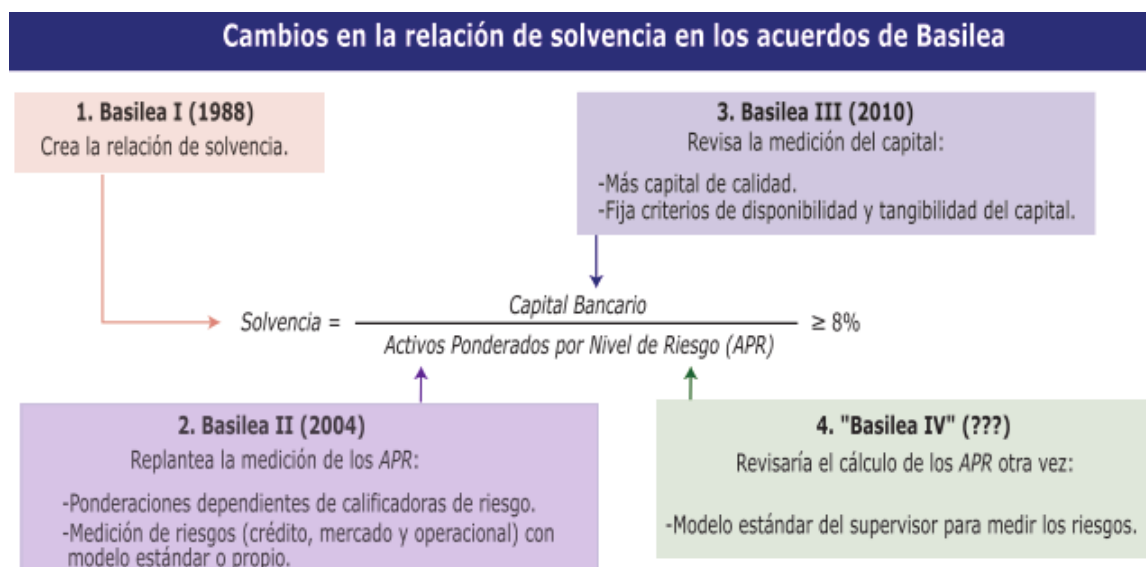 Cambios en la relación de solvencia en los acuerdos de Basilea
1. Basilea I (1988)
Crea la relación de solvencia.
3. Basilea III (2010)
Revisa la medición del capital:
-Más capital de calidad.
-Fija criterios de disponibilidad y tangibilidad del capital.
Solvencia = Capital Bancario / Activos Ponderados por Nivel de Riesgo (APR) ≥ 8%
2. Basilea II (2004)
Replantea la medición de los APR:
-Ponderaciones dependientes de calificadoras de riesgo.
-Medición de riesgos (crédito, mercado y operacional) con
modelo estándar o propio.
4. "Basilea IV" (???)
Revisaría el cálculo de los APR otra vez:
-Modelo estándar del supervisor para medir los riesgos.